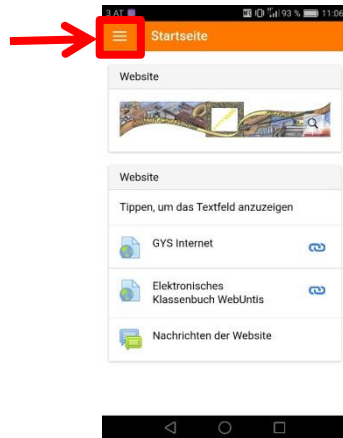 3 AT 93 % 11:06
Startseite
Website
Website
Tippen, um das Textfeld anzuzeigen
GYS Internet
Elektronisches
Klassenbuch WebUntis
Nachrichten der Website